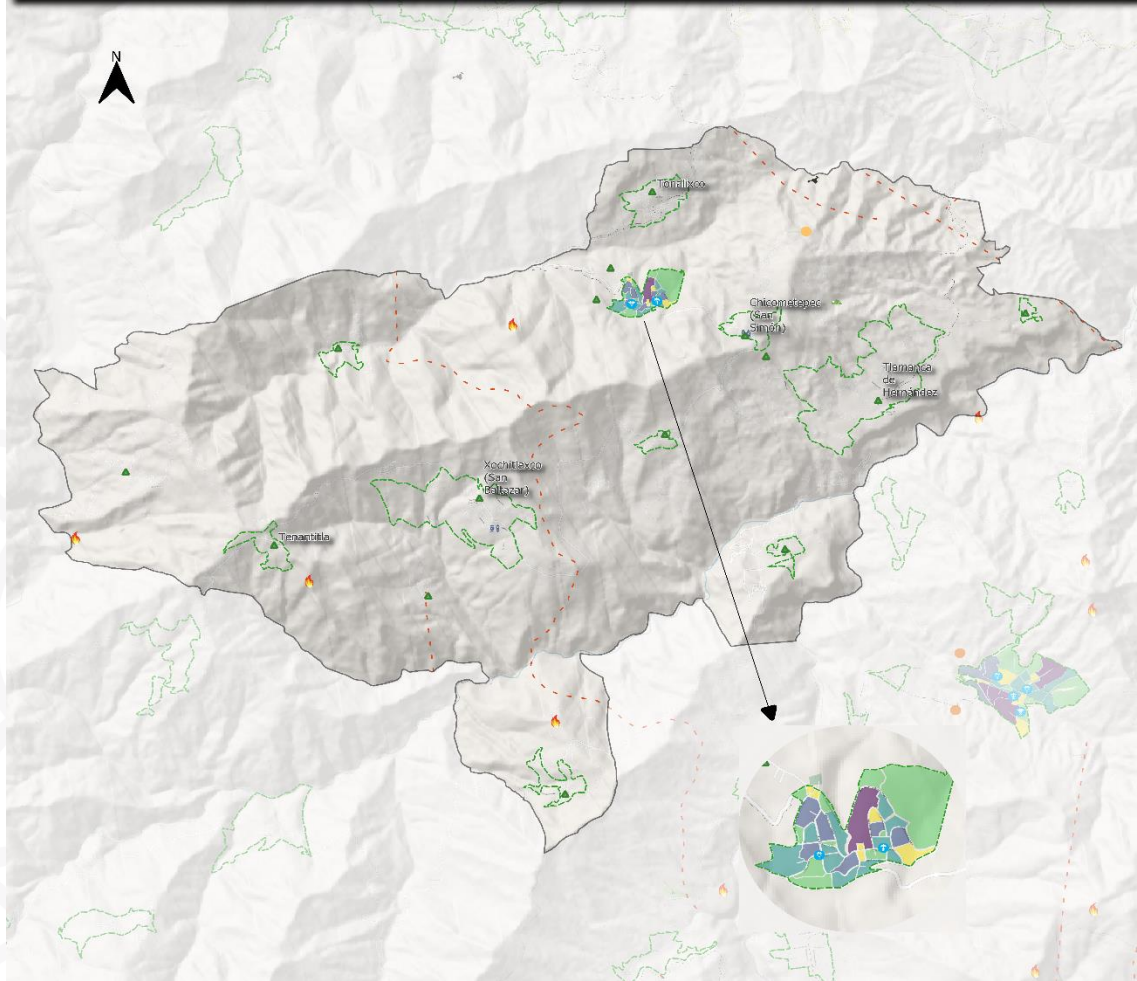 N
Tonalixco
Chicometepec
(San
Simón)
Tlamanca
de
Hernández
Xochitlaxco
(San
Baltazar)
Tenantitla